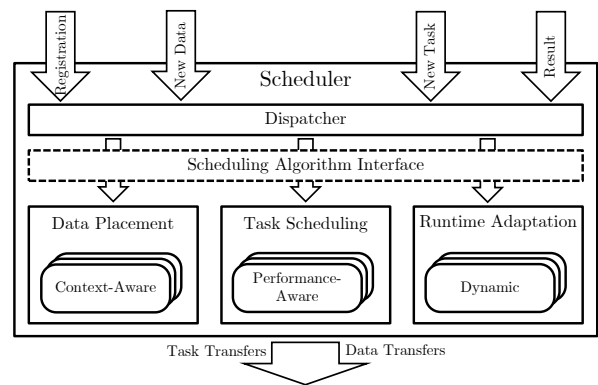 Registration
New Data
New Task
Result
Scheduler
Dispatcher
Scheduling Algorithm Interface
Data Placement
Context-Aware
Task Scheduling
Performance-
Aware
Runtime Adaptation
Dynamic
Task Transfers
Data Transfers